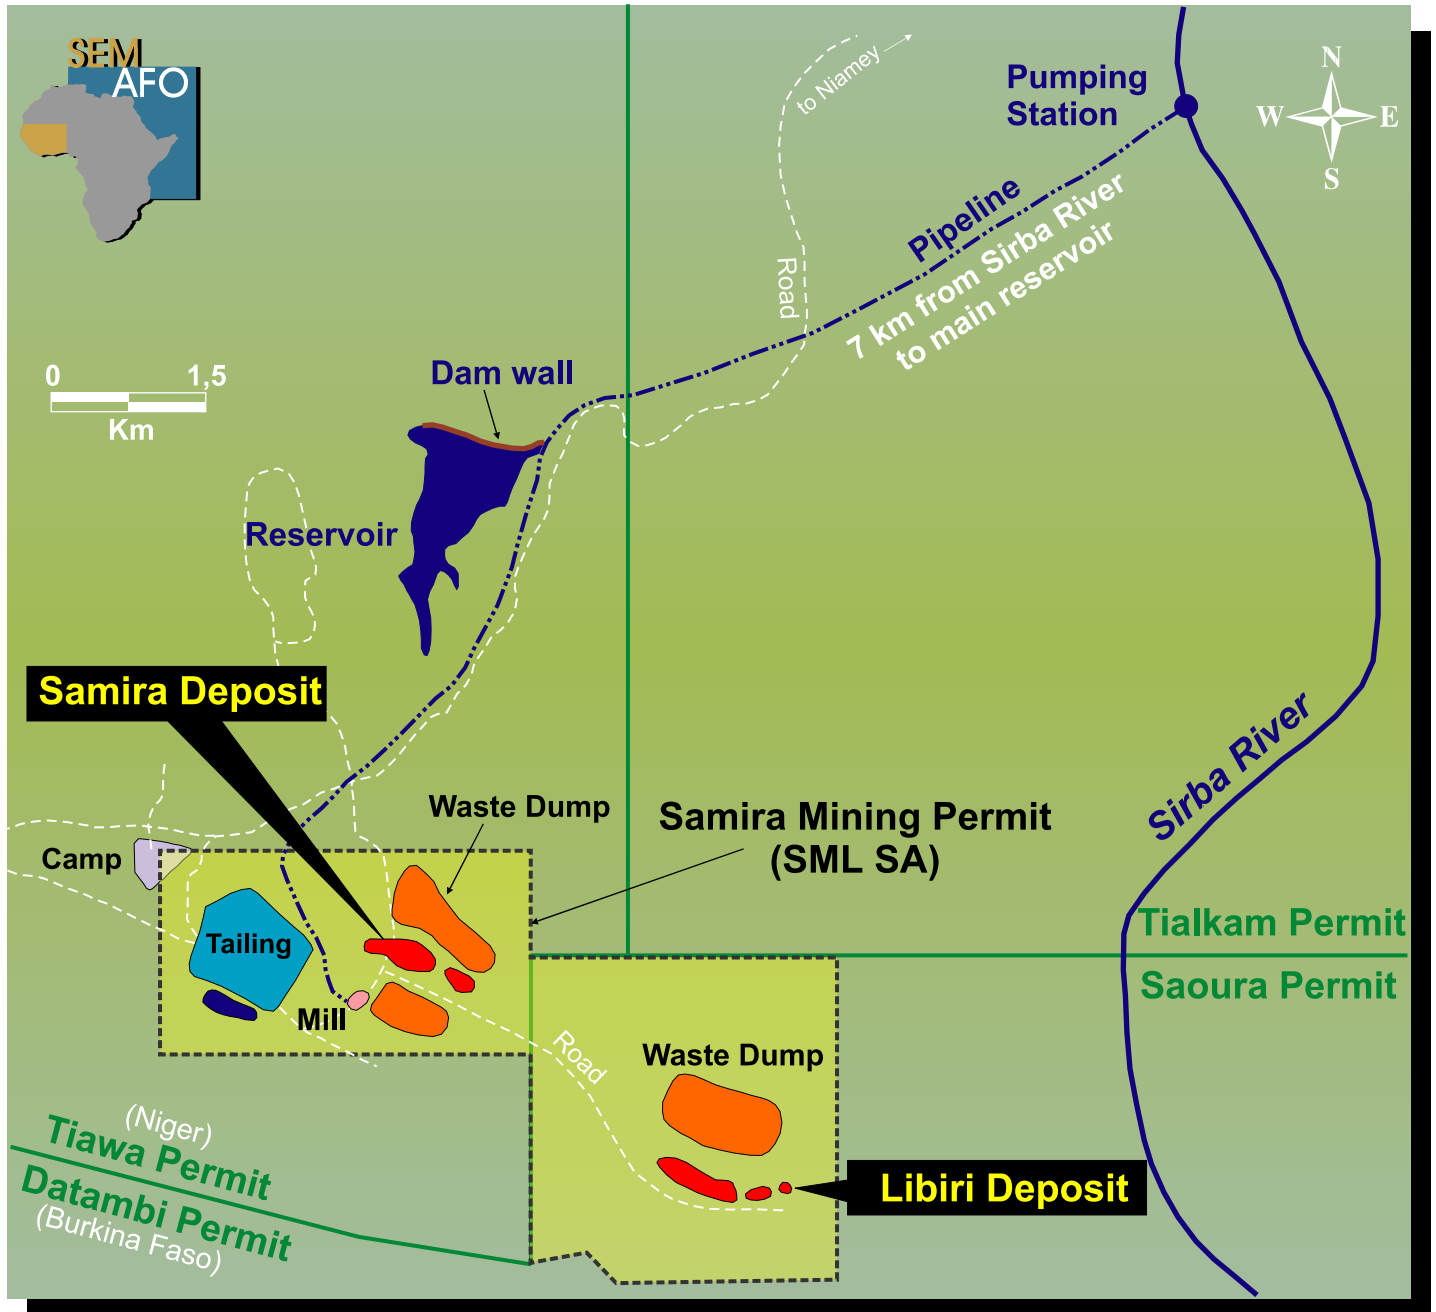 SEM
AFO
to Niamey
Pumping
Station
N
W
E
S
Pipeline
7 km from Sirba River
to main reservoir
Road
0 1,5
Km
Dam wall
Reservoir
Samira Deposit
Sirba River
Waste Dump
Samira Mining Permit
(SML SA)
Camp
Tailing
Mill
Tialkam Permit
Saoura Permit
Road
Waste Dump
(Niger)
Tiawa Permit
Datambi Permit
(Burkina Faso)
Libiri Deposit